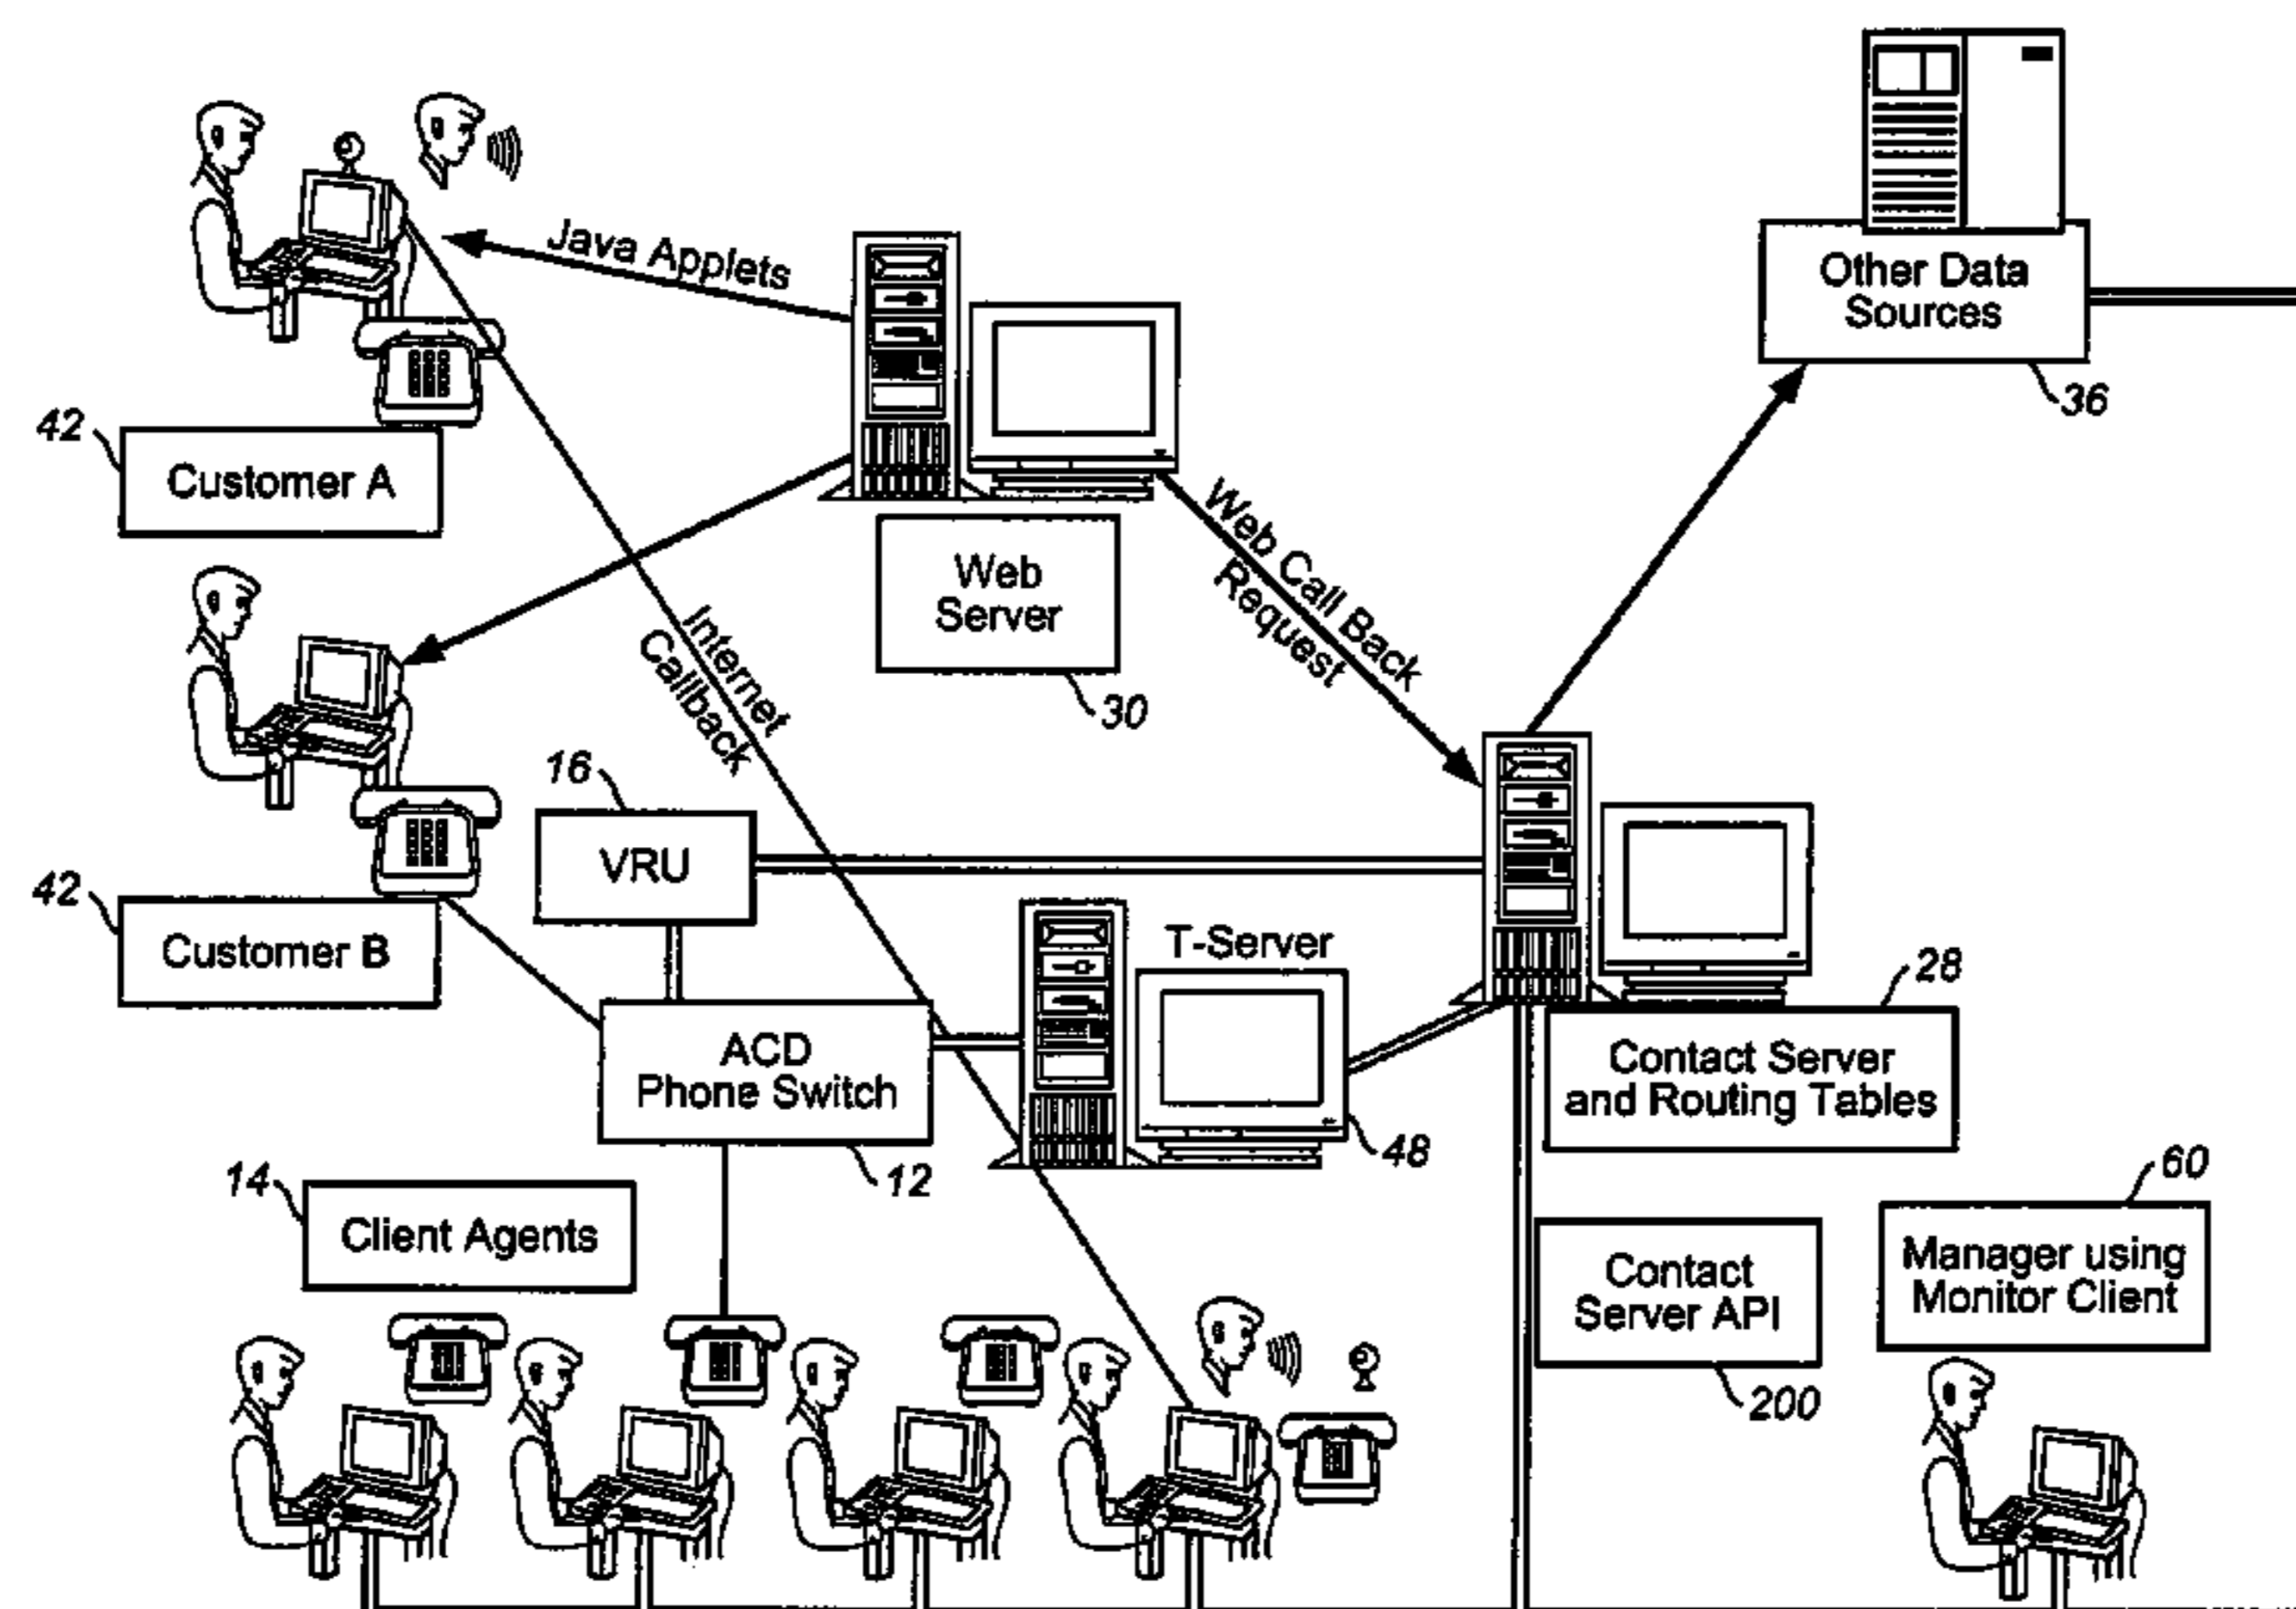 Java Applets
Other Data
Sources
36
42
Customer A
Web
Server
30
Web Call Back
Request
Internet
Callback
16
VRU
42
Customer B
T-Server
48
28
Contact Server
and Routing Tables
ACD
Phone Switch
12
14
Client Agents
Contact
Server API
200
60
Manager using
Monitor Client